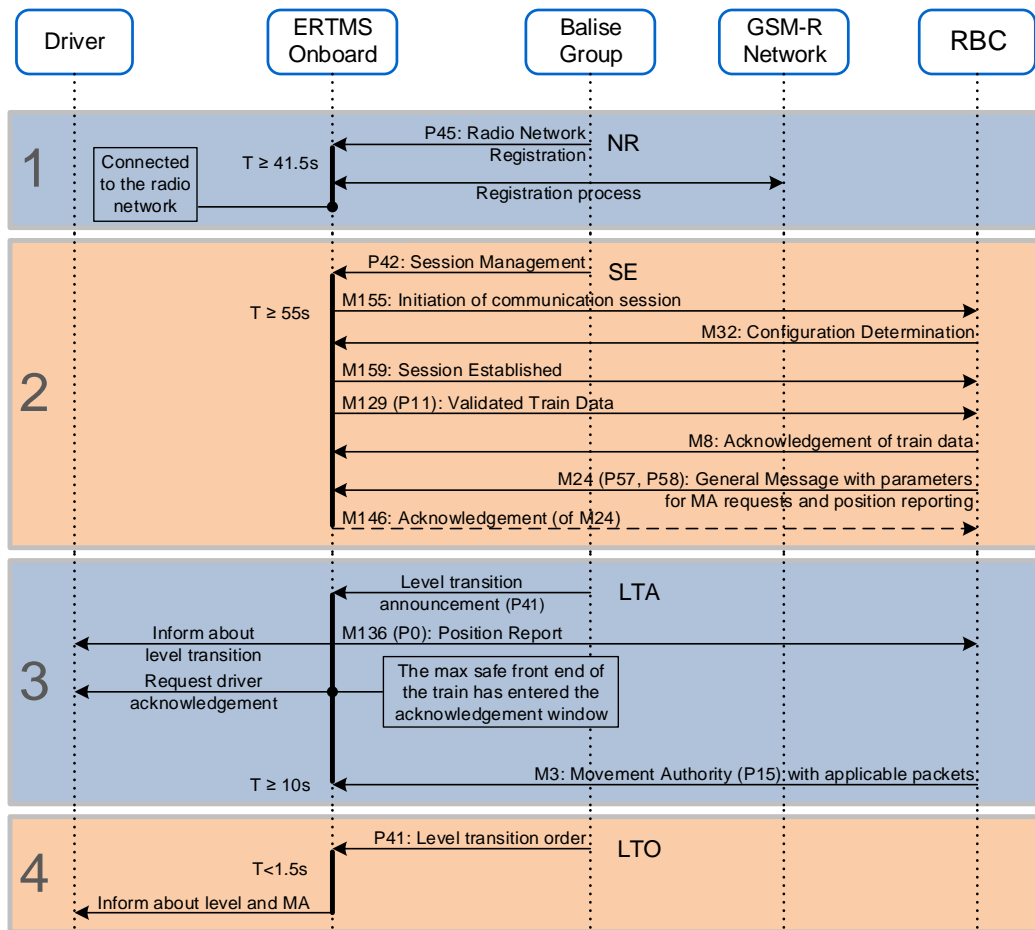 Driver
ERTMS
Onboard
Balise
Group
GSM-R
Network
RBC
1
P45: Radio Network
Registration
NR
T ≥ 41.5s
Connected
to the radio
network
Registration process
2
P42: Session Management
SE
T ≥ 55s
M155: Initiation of communication session
M32: Configuration Determination
M159: Session Established
M129 (P11): Validated Train Data
M8: Acknowledgement of train data
M24 (P57, P58): General Message with parameters
for MA requests and position reporting
M146: Acknowledgement (of M24)
3
Level transition
announcement (P41)
LTA
Inform about
level transition
M136 (P0): Position Report
Request driver
acknowledgement
The max safe front end of
the train has entered the
acknowledgement window
T ≥ 10s
M3: Movement Authority (P15) with applicable packets
4
P41: Level transition order
LTO
T<1.5s
Inform about level and MA